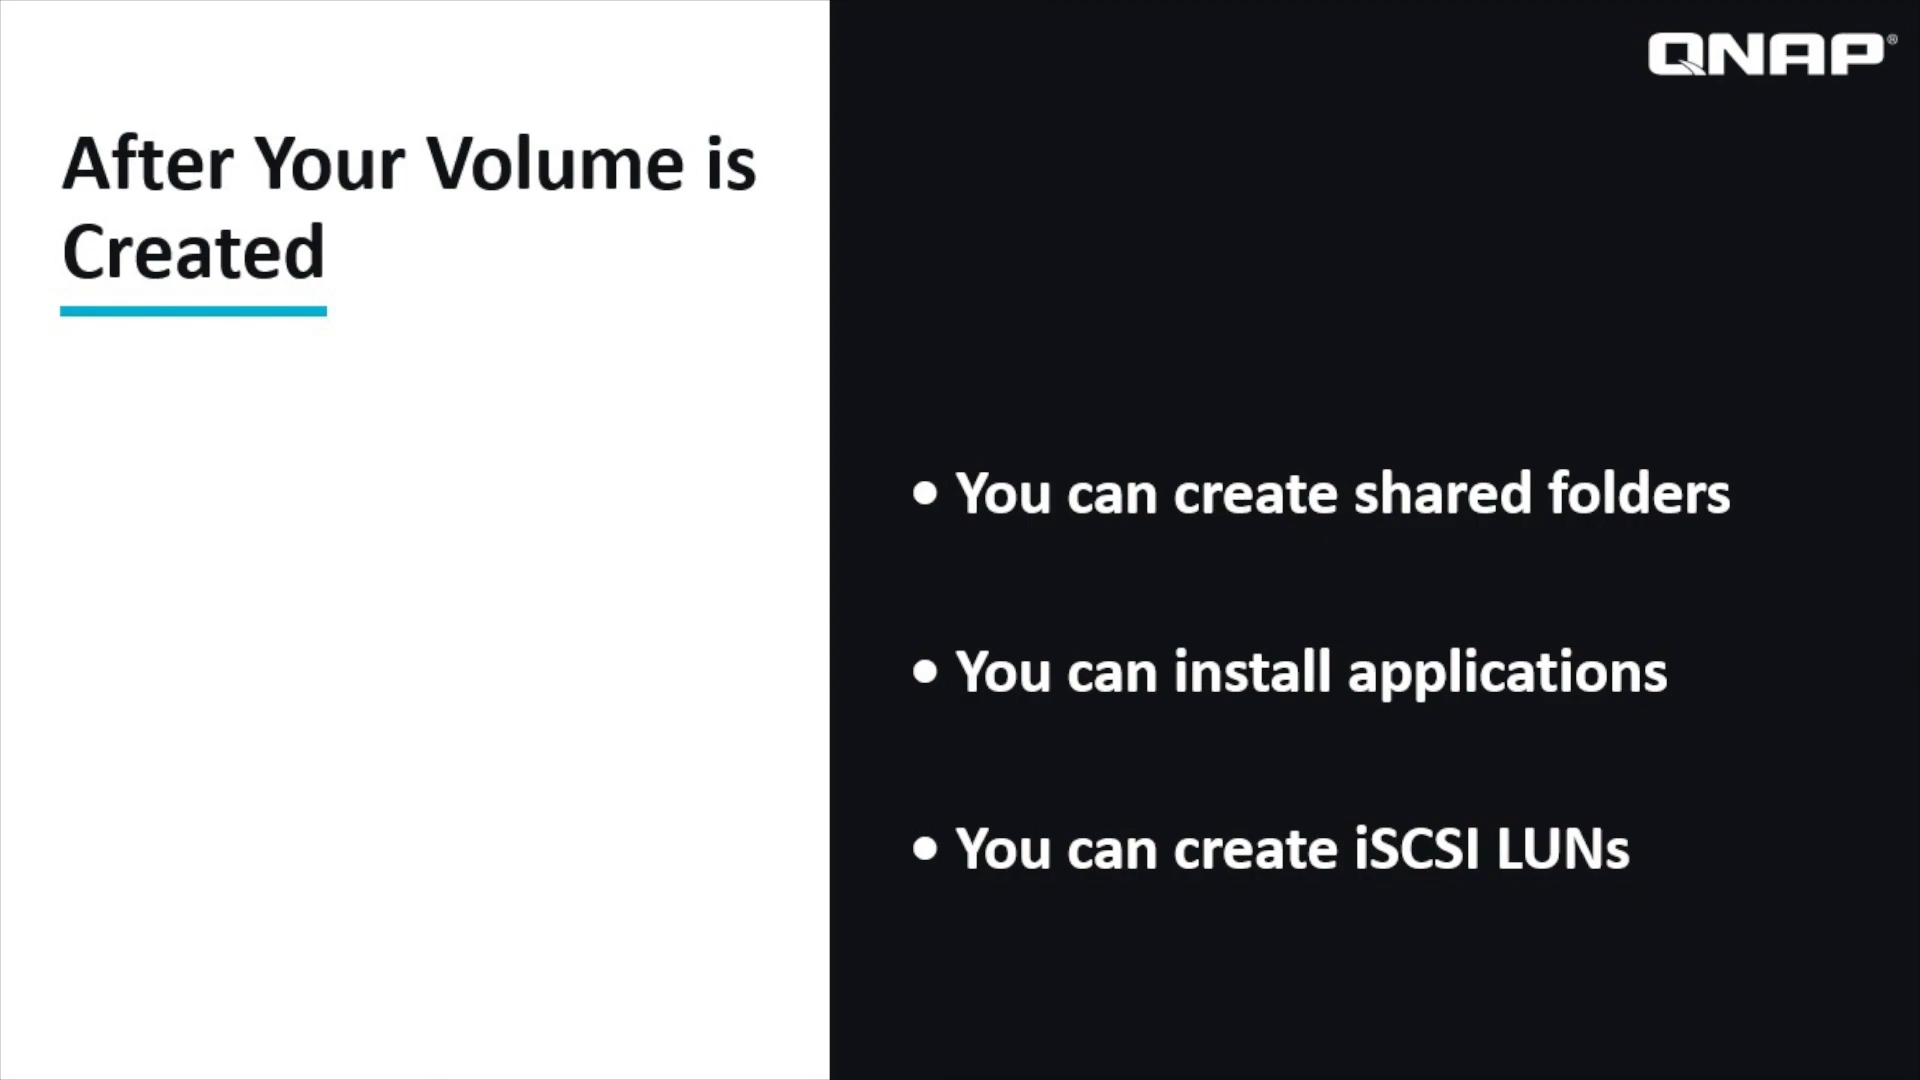 QNAP®
After Your Volume is
Created
• You can create shared folders
• You can install applications
• You can create iSCSI LUNs